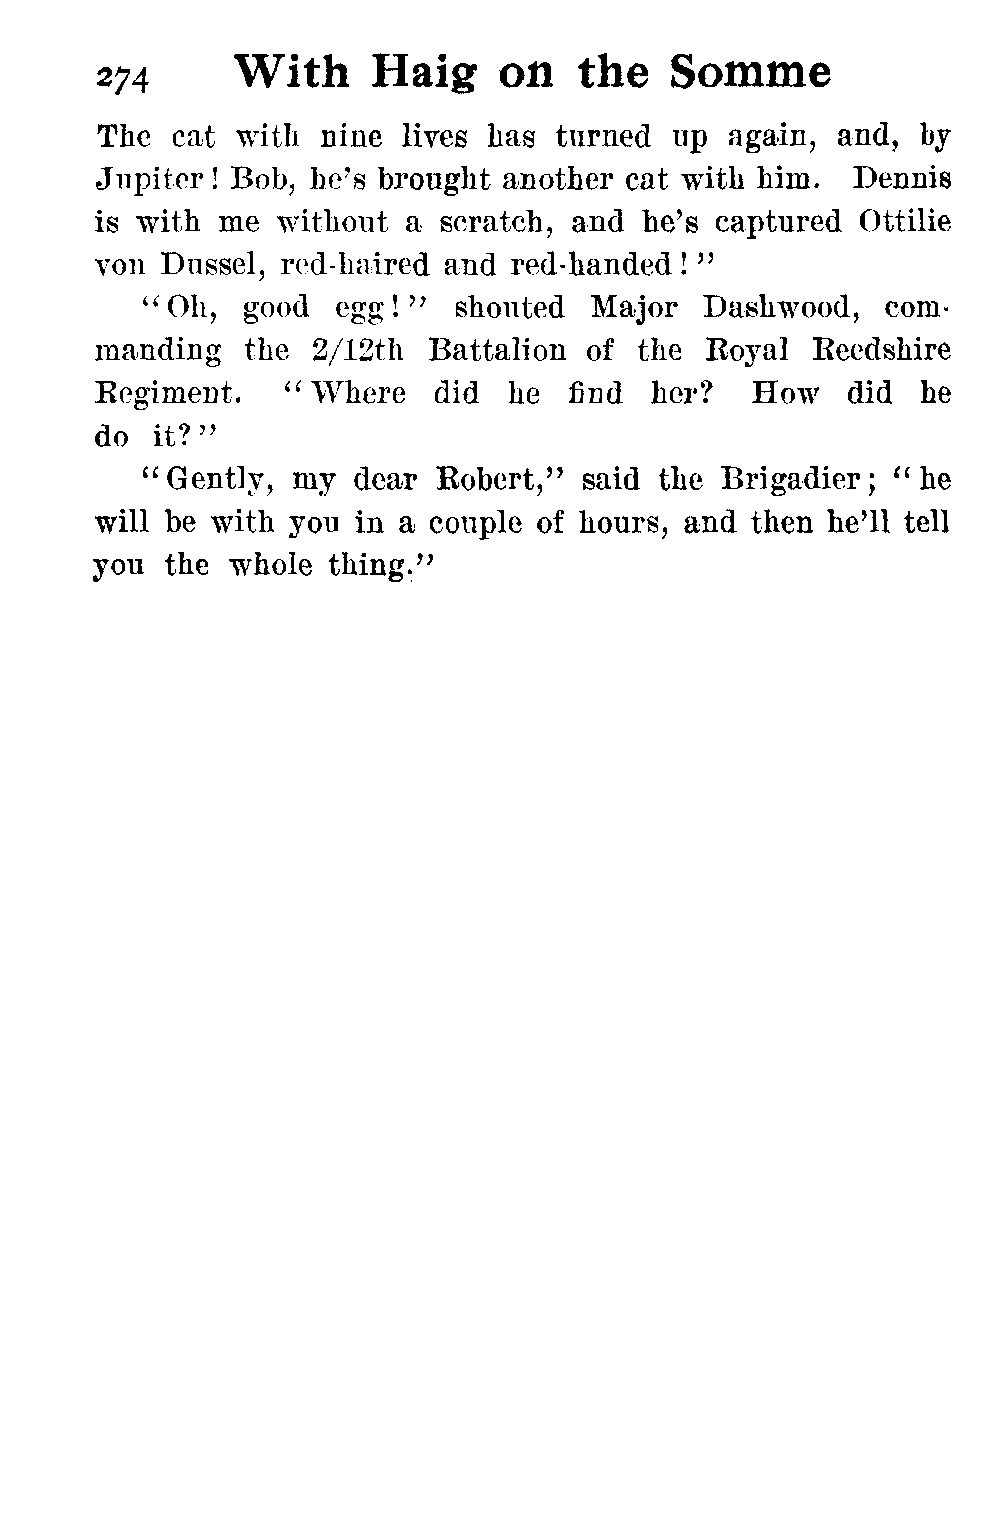 274 With Haig on the Somme
The cat with nine lives has turned up again, and, by
Jupiter! Bob, he's brought another cat with him. Dennis
is with me without a scratch, and he's captured Ottilie
von Dussel, red-haired and red-handed!"
"Oh, good egg!" shouted Major Dashwood, com-
manding the 2/12th Battalion of the Royal Reedshire
Regiment. "Where did he find her? How did he
do it?"
"Gently, my dear Robert," said the Brigadier; "he
will be with you in a couple of hours, and then he'll tell
you the whole thing."